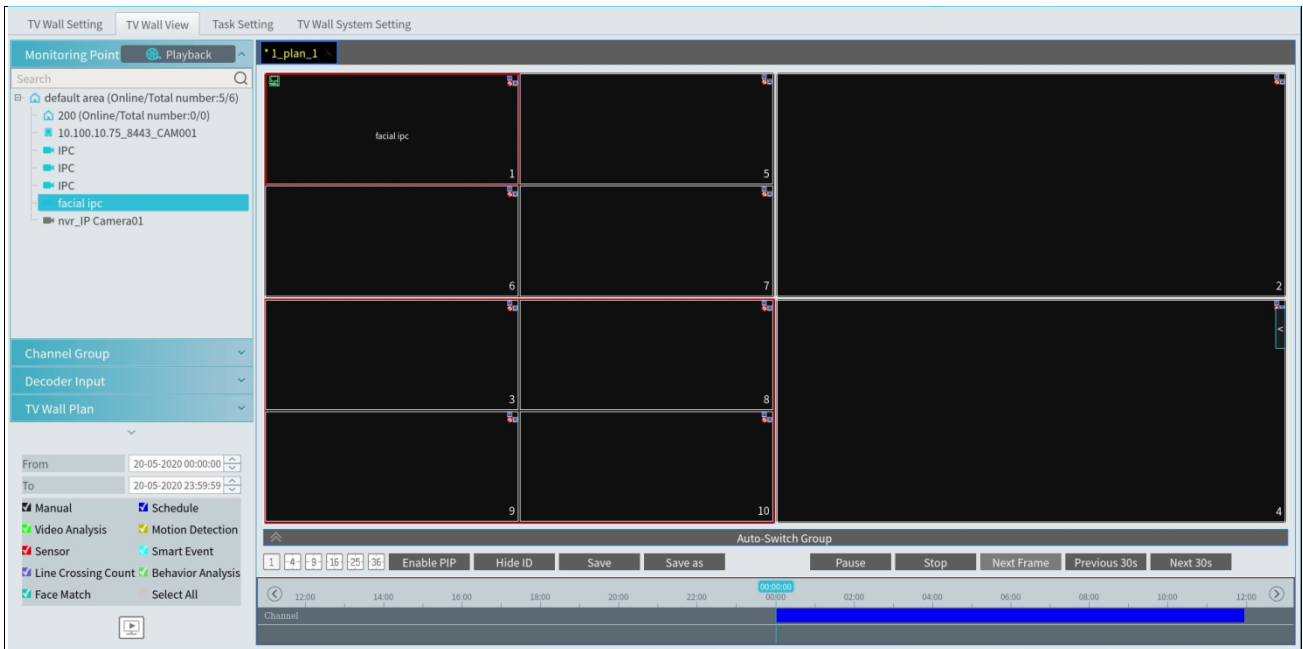 TV Wall Setting TV Wall View Task Setting TV Wall System Setting
Monitoring Point Playback
* 1_plan_1
Search
default area (Online/Total number:5/6)
200 (Online/Total number:0/0)
10.100.10.75_8443_CAM001
IPC
IPC
IPC
facial ipc
nvr_IP Camera01
Channel Group
Decoder Input
TV Wall Plan
From 20-05-2020 00:00:00
To 20-05-2020 23:59:59
Manual Schedule
Video Analysis Motion Detection
Sensor Smart Event
Line Crossing Count Behavior Analysis
Face Match Select All
facial ipc
1 5
6 7 2
3 8
9 10 4
<
Auto-Switch Group
1 4 9 16 25 36 Enable PIP Hide ID Save Save as Pause Stop Next Frame Previous 30s Next 30s
00:00:00
12:00 14:00 16:00 18:00 20:00 22:00 00:00 02:00 04:00 06:00 08:00 10:00 12:00
Channel